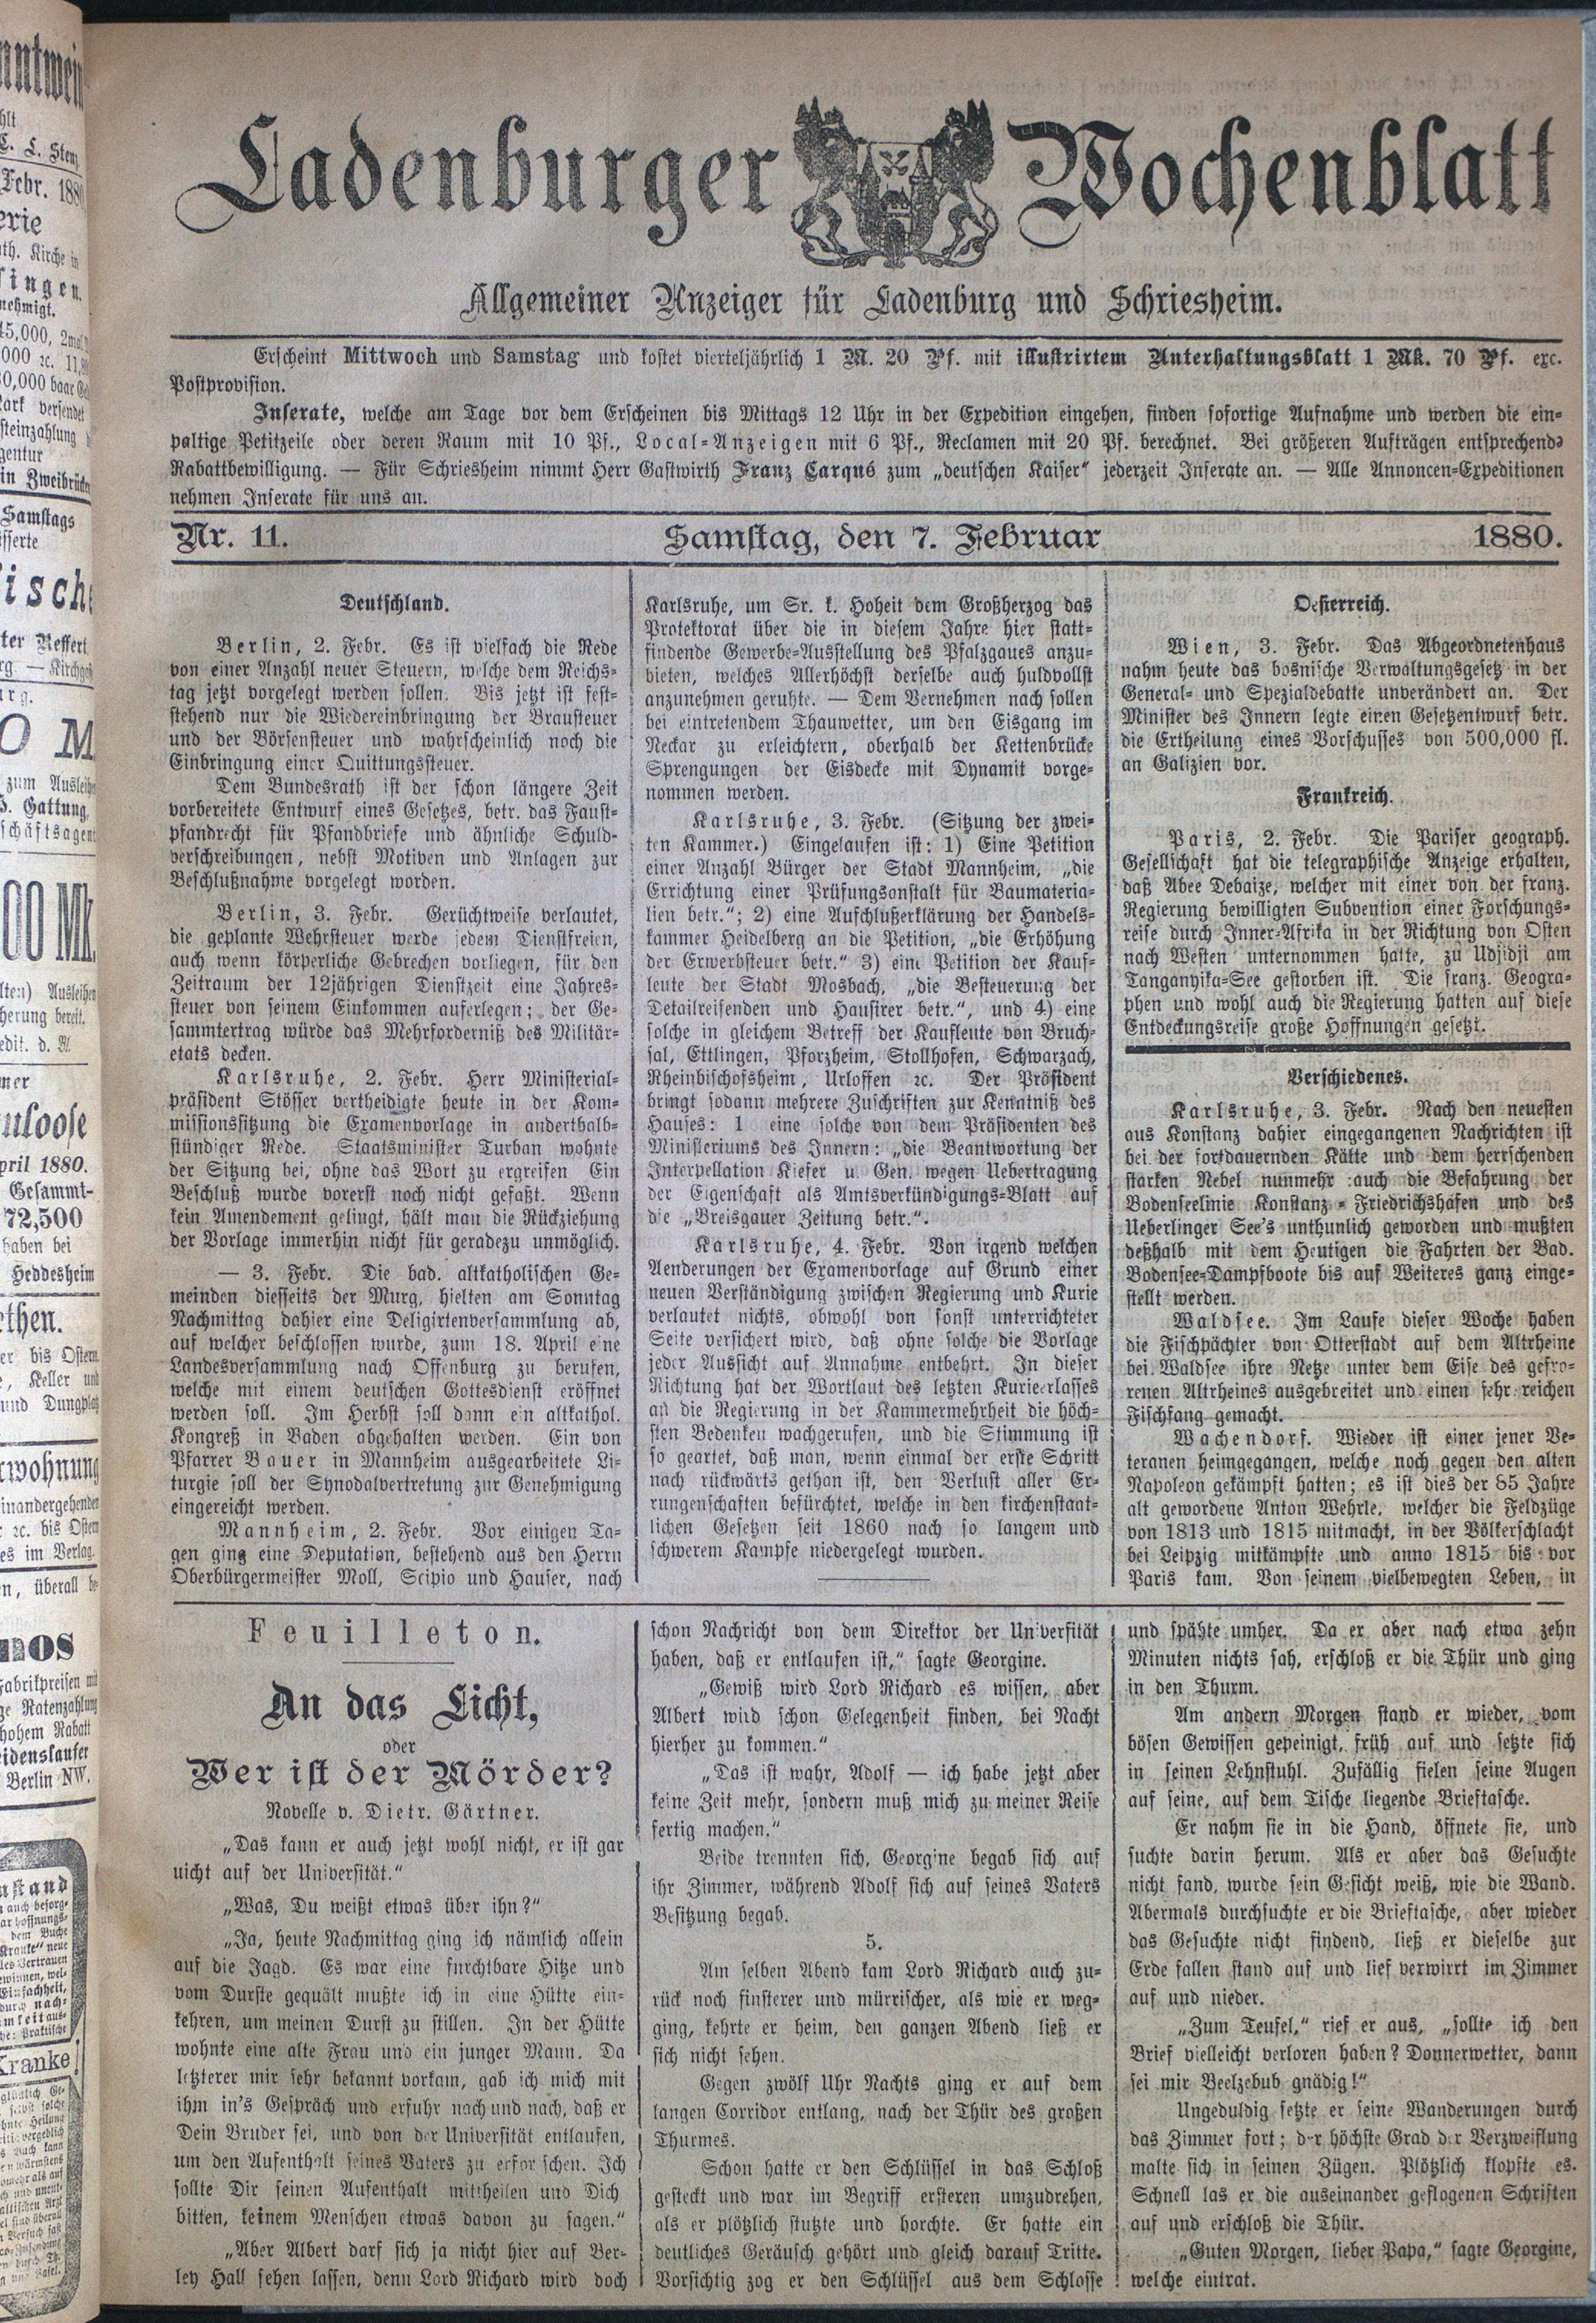 Ladenburger Wochenblatt
Allgemeiner Anzeiger für Ladenburg und Schriesheim.
Erscheint Mittwoch und Samstag und kostet vierteljährlich 1 M. 20 Pf. mit illustrirtem Unterhaltungsblatt 1 Mk. 70 Pf. exc.
Postprovision.
Inserate, welche am Tage vor dem Erscheinen bis Mittags 12 Uhr in der Expedition eingehen, finden sofortige Aufnahme und werden die ein-
paltige Petitzeile oder deren Raum mit 10 Pf., Local-Anzeigen mit 6 Pf., Reclamen mit 20 Pf. berechnet. Bei größeren Aufträgen entsprechende
Rabattbewilligung. — Für Schriesheim nimmt Herr Gastwirth Franz Carqué zum „deutschen Kaiser" jederzeit Inserate an. — Alle Annoncen-Expeditionen
nehmen Inserate für uns an.
Nr. 11. Samstag, den 7. Februar 1880.
Deutschland.
Berlin, 2. Febr. Es ist vielfach die Rede
von einer Anzahl neuer Steuern, welche dem Reichs-
tag jetzt vorgelegt werden sollen. Bis jetzt ist fest-
stehend nur die Wiedereinbringung der Brausteuer
und der Börsensteuer und wahrscheinlich noch die
Einbringung einer Quittungssteuer.
Dem Bundesrath ist der schon längere Zeit
vorbereitete Entwurf eines Gesetzes, betr. das Faust-
pfandrecht für Pfandbriefe und ähnliche Schuld-
verschreibungen, nebst Motiven und Anlagen zur
Beschlußnahme vorgelegt worden.
Berlin, 3. Febr. Gerüchtweise verlautet,
die geplante Wehrsteuer werde jedem Dienstfreien,
auch wenn körperliche Gebrechen vorliegen, für den
Zeitraum der 12jährigen Dienstzeit eine Jahres-
steuer von seinem Einkommen auferlegen; der Ge-
sammtertrag würde das Mehrforderniß des Militär-
etats decken.
Karlsruhe, 2. Febr. Herr Ministerial-
präsident Stösser vertheidigte heute in der Kom-
missionssitzung die Examenvorlage in anderthalb-
stündiger Rede. Staatsminister Turban wohnte
der Sitzung bei, ohne das Wort zu ergreifen Ein
Beschluß wurde vorerst noch nicht gefaßt. Wenn
kein Amendement gelingt, hält man die Rückziehung
der Vorlage immerhin nicht für geradezu unmöglich.
— 3. Febr. Die bad. altkatholischen Ge-
meinden diesseits der Murg, hielten am Sonntag
Nachmittag dahier eine Deligirtenversammlung ab,
auf welcher beschlossen wurde, zum 18. April eine
Landesversammlung nach Offenburg zu berufen,
welche mit einem deutschen Gottesdienst eröffnet
werden soll. Im Herbst soll dann ein altkathol.
Kongreß in Baden abgehalten werden. Ein von
Pfarrer Bauer in Mannheim ausgearbeitete Li-
turgie soll der Synodalvertretung zur Genehmigung
eingereicht werden.
Mannheim, 2. Febr. Vor einigen Ta-
gen ging eine Deputation, bestehend aus den Herrn
Oberbürgermeister Moll, Scipio und Hauser, nach
Karlsruhe, um Sr. k. Hoheit dem Großherzog das
Protektorat über die in diesem Jahre hier statt-
findende Gewerbe-Ausstellung des Pfalzgaues anzu-
bieten, welches Allerhöchst derselbe auch huldvollst
anzunehmen geruhte. — Dem Vernehmen nach sollen
bei eintretendem Thauwetter, um den Eisgang im
Neckar zu erleichtern, oberhalb der Kettenbrücke
Sprengungen der Eisdecke mit Dynamit vorge-
nommen werden.
Karlsruhe, 3. Febr. (Sitzung der zwei-
ten Kammer.) Eingelaufen ist: 1) Eine Petition
einer Anzahl Bürger der Stadt Mannheim, „die
Errichtung einer Prüfungsanstalt für Baumateria-
lien betr."; 2) eine Aufschlußerklärung der Handels-
kammer Heidelberg an die Petition, „die Erhöhung
der Erwerbsteuer betr." 3) eine Petition der Kauf-
leute der Stadt Mosbach, „die Besteuerung der
Detailreisenden und Hausirer betr.", und 4) eine
solche in gleichem Betreff der Kaufleute von Bruch-
sal, Ettlingen, Pforzheim, Stollhofen, Schwarzach,
Rheinbischofsheim, Urloffen ꝛc. Der Präsident
bringt sodann mehrere Zuschriften zur Kenntniß des
Hauses: 1 eine solche von dem Präsidenten des
Ministeriums des Innern: „die Beantwortung der
Interpellation Kiefer u. Gen. wegen Uebertragung
der Eigenschaft als Amtsverkündigungs-Blatt auf
die „Breisgauer Zeitung betr.".
Karlsruhe, 4. Febr. Von irgend welchen
Aenderungen der Examenvorlage auf Grund einer
neuen Verständigung zwischen Regierung und Kurie
verlautet nichts, obwohl von sonst unterrichteter
Seite versichert wird, daß ohne solche die Vorlage
jeder Aussicht auf Annahme entbehrt. In dieser
Richtung hat der Wortlaut des letzten Kurieerlasses
an die Regierung in der Kammermehrheit die höch-
sten Bedenken wachgerufen, und die Stimmung ist
so geartet, daß man, wenn einmal der erste Schritt
nach rückwärts gethan ist, den Verlust aller Er-
rungenschaften befürchtet, welche in den kirchenstaat-
lichen Gesetzen seit 1860 nach so langem und
schwerem Kampfe niedergelegt wurden.
Oesterreich.
Wien, 3. Febr. Das Abgeordnetenhaus
nahm heute das bosnische Verwaltungsgesetz in der
General- und Spezialdebatte unverändert an. Der
Minister des Innern legte einen Gesetzentwurf betr.
die Ertheilung eines Vorschusses von 500,000 fl.
an Galizien vor.
Frankreich.
Paris, 2. Febr. Die Pariser geograph.
Gesellschaft hat die telegraphische Anzeige erhalten,
daß Abee Debaize, welcher mit einer von der franz.
Regierung bewilligten Subvention einer Forschungs-
reise durch Inner-Afrika in der Richtung von Osten
nach Westen unternommen hatte, zu Udjidji am
Tanganyika-See gestorben ist. Die franz. Geogra-
phen und wohl auch die Regierung hatten auf diese
Entdeckungsreise große Hoffnungen gesetzt.
Verschiedenes.
Karlsruhe, 3. Febr. Nach den neuesten
aus Konstanz dahier eingegangenen Nachrichten ist
bei der fortdauernden Kälte und dem herrschenden
starken Nebel nunmehr auch die Befahrung der
Bodenseelinie Konstanz-Friedrichshafen und des
Ueberlinger See's unthunlich geworden und mußten
deßhalb mit dem Heutigen die Fahrten der Bad.
Bodensee-Dampfboote bis auf Weiteres ganz einge-
stellt werden.
Waldsee. Im Laufe dieser Woche haben
die Fischpächter von Otterstadt auf dem Altrheine
bei Waldsee ihre Netze unter dem Eise des gefro-
renen Altrheines ausgebreitet und einen sehr reichen
Fischfang gemacht.
Wachendorf. Wieder ist einer jener Ve-
teranen heimgegangen, welche noch gegen den alten
Napoleon gekämpft hatten; es ist dies der 85 Jahre
alt gewordene Anton Wehrle, welcher die Feldzüge
von 1813 und 1815 mitmacht, in der Völkerschlacht
bei Leipzig mitkämpfte und anno 1815 bis vor
Paris kam. Von seinem vielbewegten Leben, in
Feuilleton.
An das Licht,
oder
Wer ist der Mörder?
Novelle v. Dietr. Gärtner.
„Das kann er auch jetzt wohl nicht, er ist gar
nicht auf der Universität."
„Was, Du weißt etwas über ihn?"
„Ja, heute Nachmittag ging ich nämlich allein
auf die Jagd. Es war eine furchtbare Hitze und
vom Durste gequält mußte ich in eine Hütte ein-
kehren, um meinen Durst zu stillen. In der Hütte
wohnte eine alte Frau und ein junger Mann. Da
letzterer mir sehr bekannt vorkam, gab ich mich mit
ihm in's Gespräch und erfuhr nach und nach, daß er
Dein Bruder sei, und von der Universität entlaufen,
um den Aufenthalt seines Vaters zu erforschen. Ich
sollte Dir seinen Aufenthalt mittheilen und Dich
bitten, keinem Menschen etwas davon zu sagen."
„Aber Albert darf sich ja nicht hier auf Ber-
ley Hall sehen lassen, denn Lord Richard wird doch
schon Nachricht von dem Direktor der Universität
haben, daß er entlaufen ist," sagte Georgine.
„Gewiß wird Lord Richard es wissen, aber
Albert wird schon Gelegenheit finden, bei Nacht
hierher zu kommen."
„Das ist wahr, Adolf — ich habe jetzt aber
keine Zeit mehr, sondern muß mich zu meiner Reise
fertig machen."
Beide trennten sich, Georgine begab sich auf
ihr Zimmer, während Adolf sich auf seines Vaters
Besitzung begab.
5.
Am selben Abend kam Lord Richard auch zu-
rück noch finsterer und mürrischer, als wie er weg-
ging, kehrte er heim, den ganzen Abend ließ er
sich nicht sehen.
Gegen zwölf Uhr Nachts ging er auf dem
langen Corridor entlang, nach der Thür des großen
Thurmes.
Schon hatte er den Schlüssel in das Schloß
gesteckt und war im Begriff ersteren umzudrehen,
als er plötzlich stutzte und horchte. Er hatte ein
deutliches Geräusch gehört und gleich darauf Tritte.
Vorsichtig zog er den Schlüssel aus dem Schlosse
und spähte umher. Da er aber nach etwa zehn
Minuten nichts sah, erschloß er die Thür und ging
in den Thurm.
Am andern Morgen stand er wieder, vom
bösen Gewissen gepeinigt, früh auf und setzte sich
in seinen Lehnstuhl. Zufällig fielen seine Augen
auf seine, auf dem Tische liegende Brieftasche.
Er nahm sie in die Hand, öffnete sie, und
suchte darin herum. Als er aber das Gesuchte
nicht fand, wurde sein Gesicht weiß, wie die Wand.
Abermals durchsuchte er die Brieftasche, aber wieder
das Gesuchte nicht findend, ließ er dieselbe zur
Erde fallen stand auf und lief verwirrt im Zimmer
auf und nieder.
„Zum Teufel," rief er aus, „sollte ich den
Brief vielleicht verloren haben? Donnerwetter, dann
sei mir Beelzebub gnädig!"
Ungeduldig setzte er seine Wanderungen durch
das Zimmer fort; der höchste Grad der Verzweiflung
malte sich in seinen Zügen. Plötzlich klopfte es.
Schnell las er die auseinander geflogenen Schriften
auf und erschloß die Thür.
„Guten Morgen, lieber Papa," sagte Georgine,
welche eintrat.